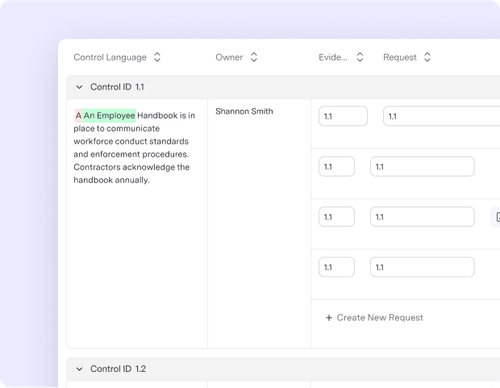 Control Language
Owner
Evide...
Request
Control ID 1.1
A An Employee Handbook is in
place to communicate
workforce conduct standards
and enforcement procedures.
Contractors acknowledge the
handbook annually.
Shannon Smith
1.1
1.1
1.1
1.1
1.1
1.1
1.1
1.1
+ Create New Request
Control ID 1.2